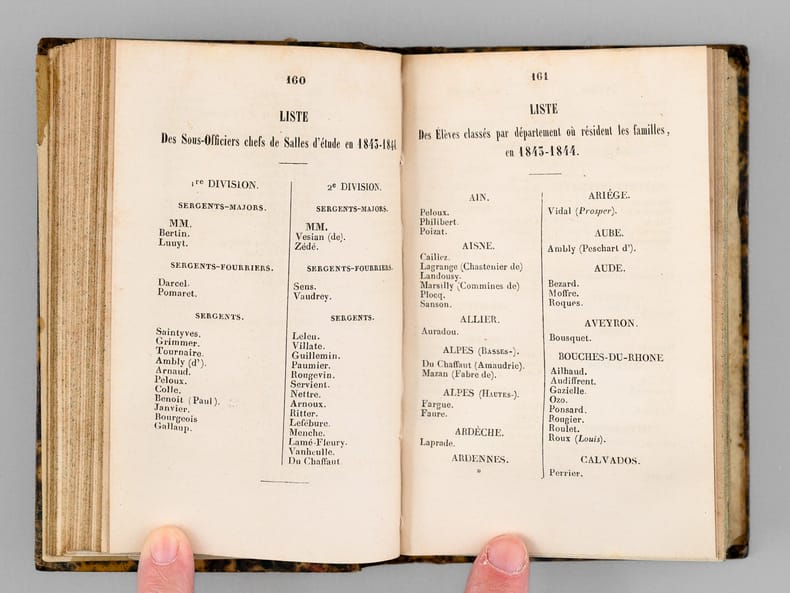 160
LISTE
Des Sous-Officiers chefs de Salles d'étude en 1843-1844
1re DIVISION.
SERGENTS-MAJORS.
MM.
Bertin.
Luuyt.
SERGENTS-FOURRIERS.
Darcel.
Pomaret.
SERGENTS.
Saintyves.
Grimmer.
Tournaire.
Ambly (d').
Arnaud.
Peloux.
Colle.
Benoit (Paul).
Janvier.
Bourgeois
Gallaup.
2e DIVISION.
SERGENTS-MAJORS.
MM.
Vesian (de).
Zédé.
SERGENTS-FOURRIERS.
Sens.
Vaudrey.
SERGENTS.
Leleu.
Villate.
Guillemin.
Paumier.
Rougevin.
Servient.
Nettre.
Arnoux.
Ritter.
Lefébure.
Menche.
Lamé-Fleury.
Vanheulle.
Du Chaffaut
161
LISTE
Des Élèves classés par département où résident les familles,
en 1843-1844.
AIN.
Peloux.
Philibert.
Poizat.
AISNE.
Caillez.
Lagrange (Chastenier de)
Landousy.
Marsilly (Commines de)
Plocq.
Sanson.
ALLIER.
Auradou.
ALPES (BASSES-).
Du Chaffaut (Amaudrie).
Mazan (Fabre de).
ALPES (HAUTES-).
Fargue.
Faure.
ARDÈCHE.
Laprade.
ARDENNES.
»
ARIÉGE.
Vidal (Prosper).
AUBE.
Ambly (Peschart d').
AUDE.
Bezard.
Moffre.
Roques.
AVEYRON.
Bousquet.
BOUCHES-DU-RHONE
Ailhaud.
Audiffrent.
Gazielle.
Ozo.
Ponsard.
Rougier.
Roulet.
Roux (Louis).
CALVADOS.
Perrier.